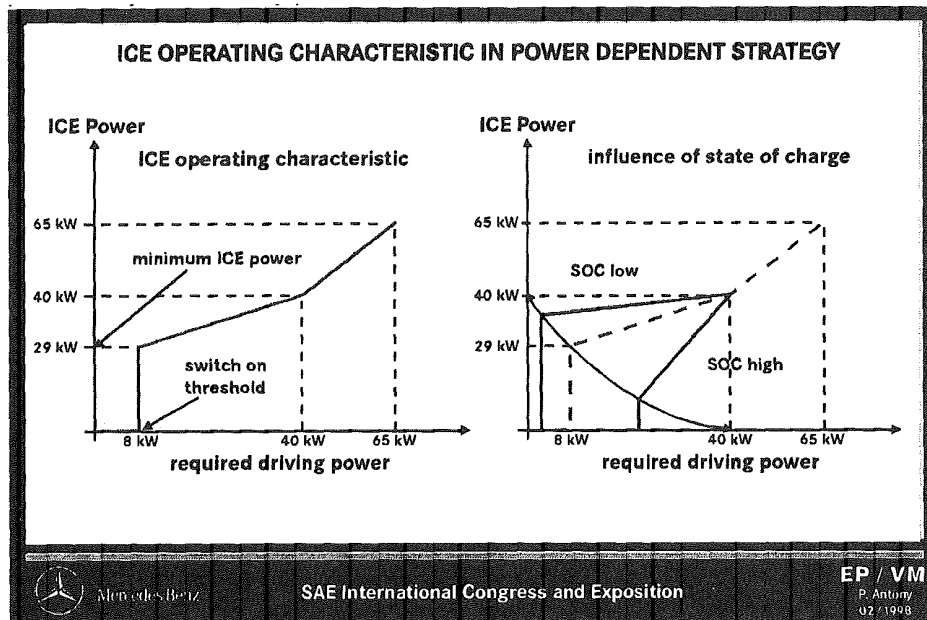 ICE OPERATING CHARACTERISTIC IN POWER DEPENDENT STRATEGY
ICE Power
ICE operating characteristic
65 kW
minimum ICE power
40 kW
29 kW
switch on
threshold
8 kW
40 kW
65 kW
required driving power
ICE Power
influence of state of charge
65 kW
SOC low
40 kW
29 kW
SOC high
8 kW
40 kW
65 kW
required driving power
Mercedes-Benz
SAE International Congress and Exposition
EP / VM
P. Antony
02 / 1998